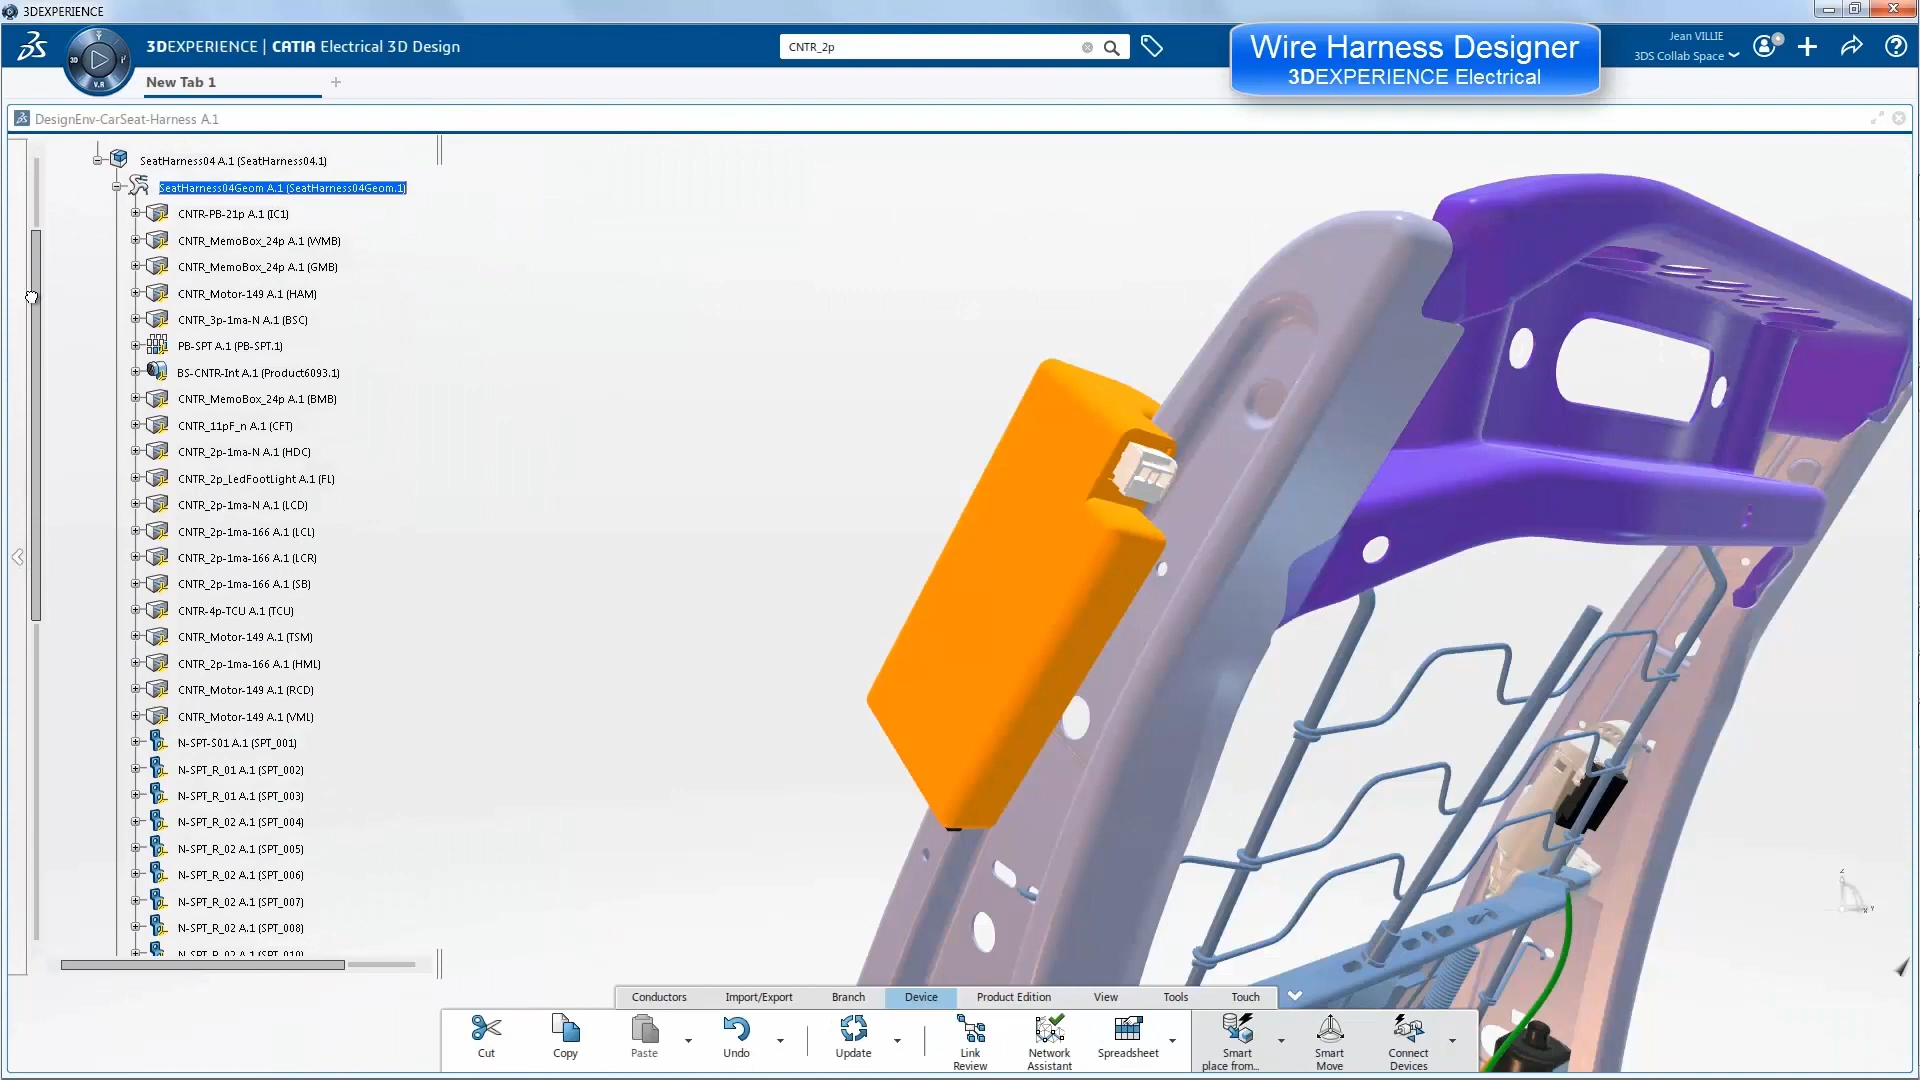 3DEXPERIENCE
3DEXPERIENCE | CATIA Electrical 3D Design
CNTR_2p
Wire Harness Designer
3DEXPERIENCE Electrical
Jean VILLIE
3DS Collab Space
3D
V.R
New Tab 1
DesignEnv-CarSeat-Harness A.1
SeatHarness04 A.1 (SeatHarness04.1)
SeatHarness04Geom A.1 (SeatHarness04Geom.1)
CNTR-PB-21p A.1 (IC1)
CNTR_MemoBox_24p A.1 (WMB)
CNTR_MemoBox_24p A.1 (GMB)
CNTR_Motor-149 A.1 (HAM)
CNTR_3p-1ma-N A.1 (BSC)
PB-SPT A.1 (PB-SPT.1)
BS-CNTR-Int A.1 (Product6093.1)
CNTR_MemoBox_24p A.1 (BMB)
CNTR_11pF_n A.1 (CFT)
CNTR_2p-1ma-N A.1 (HDC)
CNTR_2p_LedFootLight A.1 (FL)
CNTR_2p-1ma-N A.1 (LCD)
CNTR_2p-1ma-166 A.1 (LCL)
CNTR_2p-1ma-166 A.1 (LCR)
CNTR_2p-1ma-166 A.1 (SB)
CNTR-4p-TCU A.1 (TCU)
CNTR_Motor-149 A.1 (TSM)
CNTR_2p-1ma-166 A.1 (HML)
CNTR_Motor-149 A.1 (RCD)
CNTR_Motor-149 A.1 (VML)
N-SPT-S01 A.1 (SPT_001)
N-SPT_R_01 A.1 (SPT_002)
N-SPT_R_01 A.1 (SPT_003)
N-SPT_R_02 A.1 (SPT_004)
N-SPT_R_02 A.1 (SPT_005)
N-SPT_R_02 A.1 (SPT_006)
N-SPT_R_02 A.1 (SPT_007)
N-SPT_R_02 A.1 (SPT_008)
N-SPT_R_02 A.1 (SPT_010)
Conductors Import/Export Branch Device Product Edition View Tools Touch
Cut Copy Paste Undo Update Link Review Network Assistant Spreadsheet Smart place from... Smart Move Connect Devices